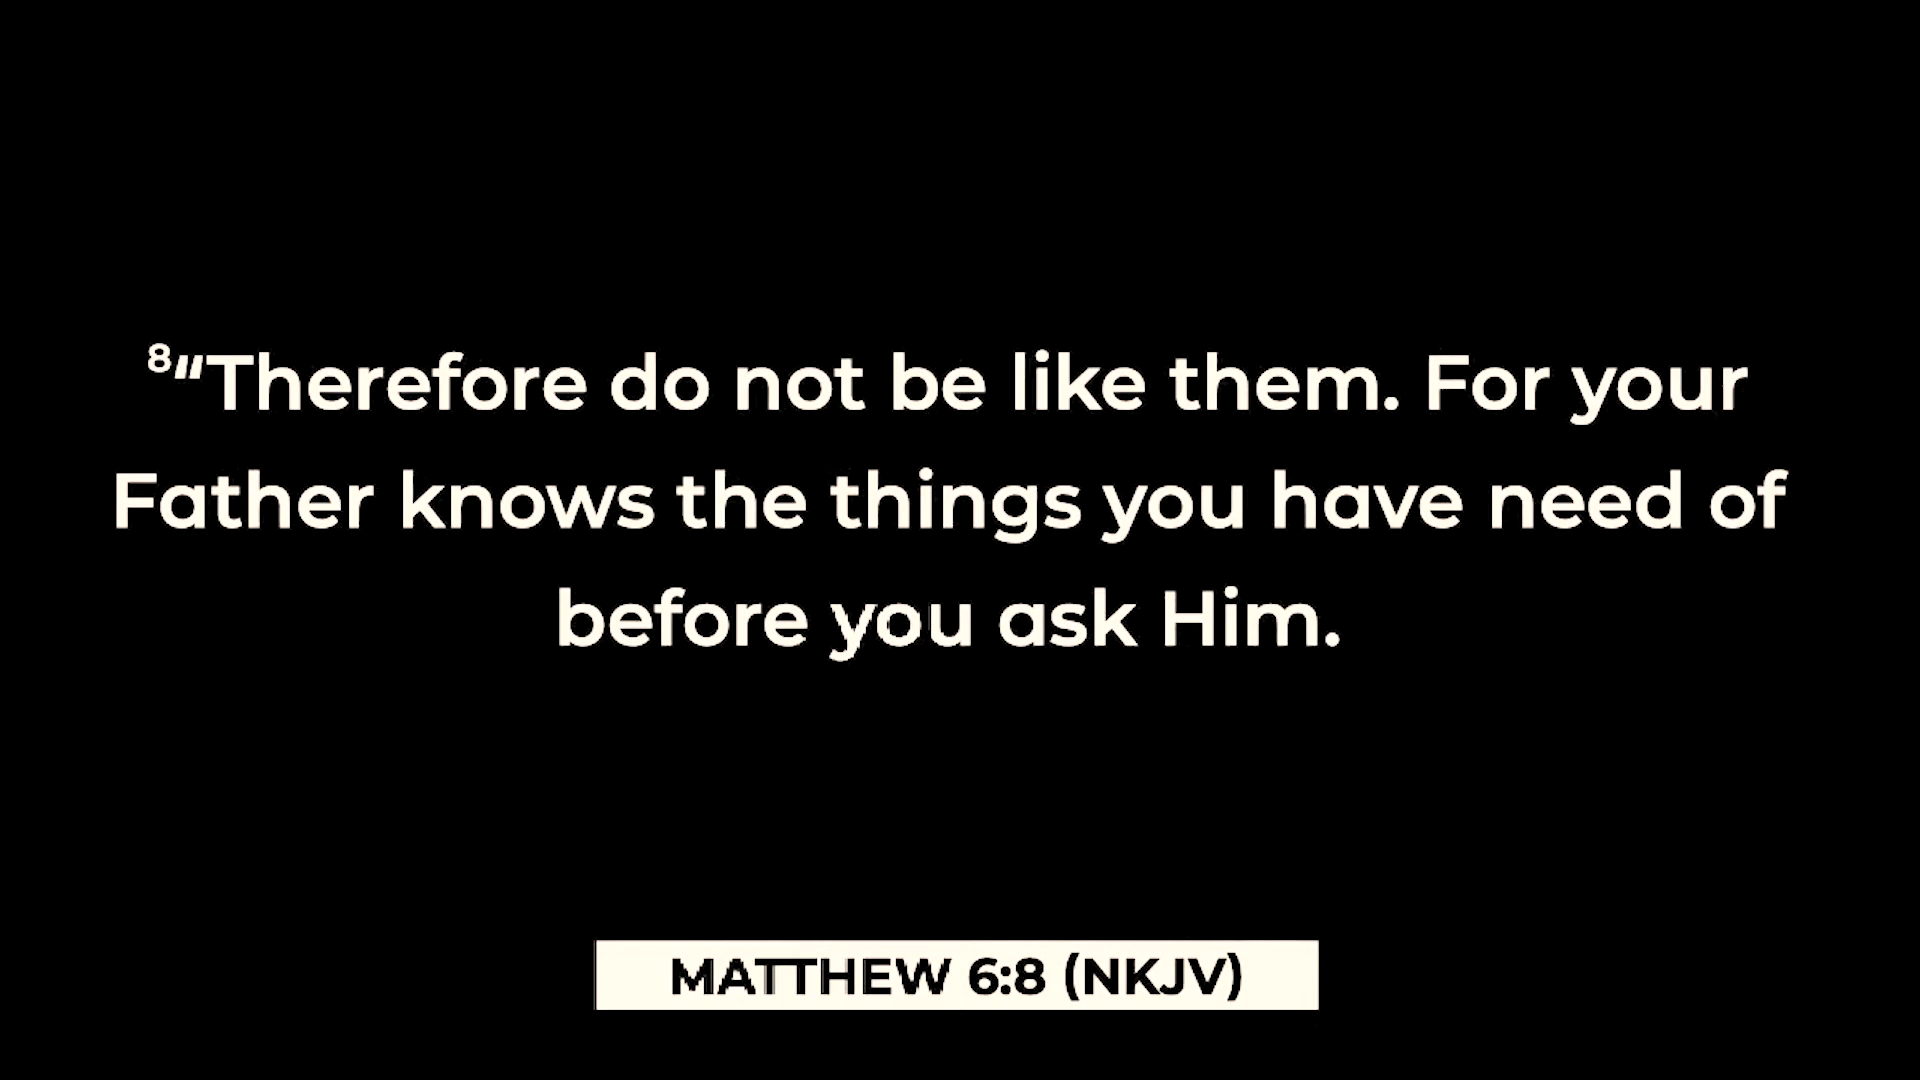 ⁸“Therefore do not be like them. For your
Father knows the things you have need of
before you ask Him.
MATTHEW 6:8 (NKJV)